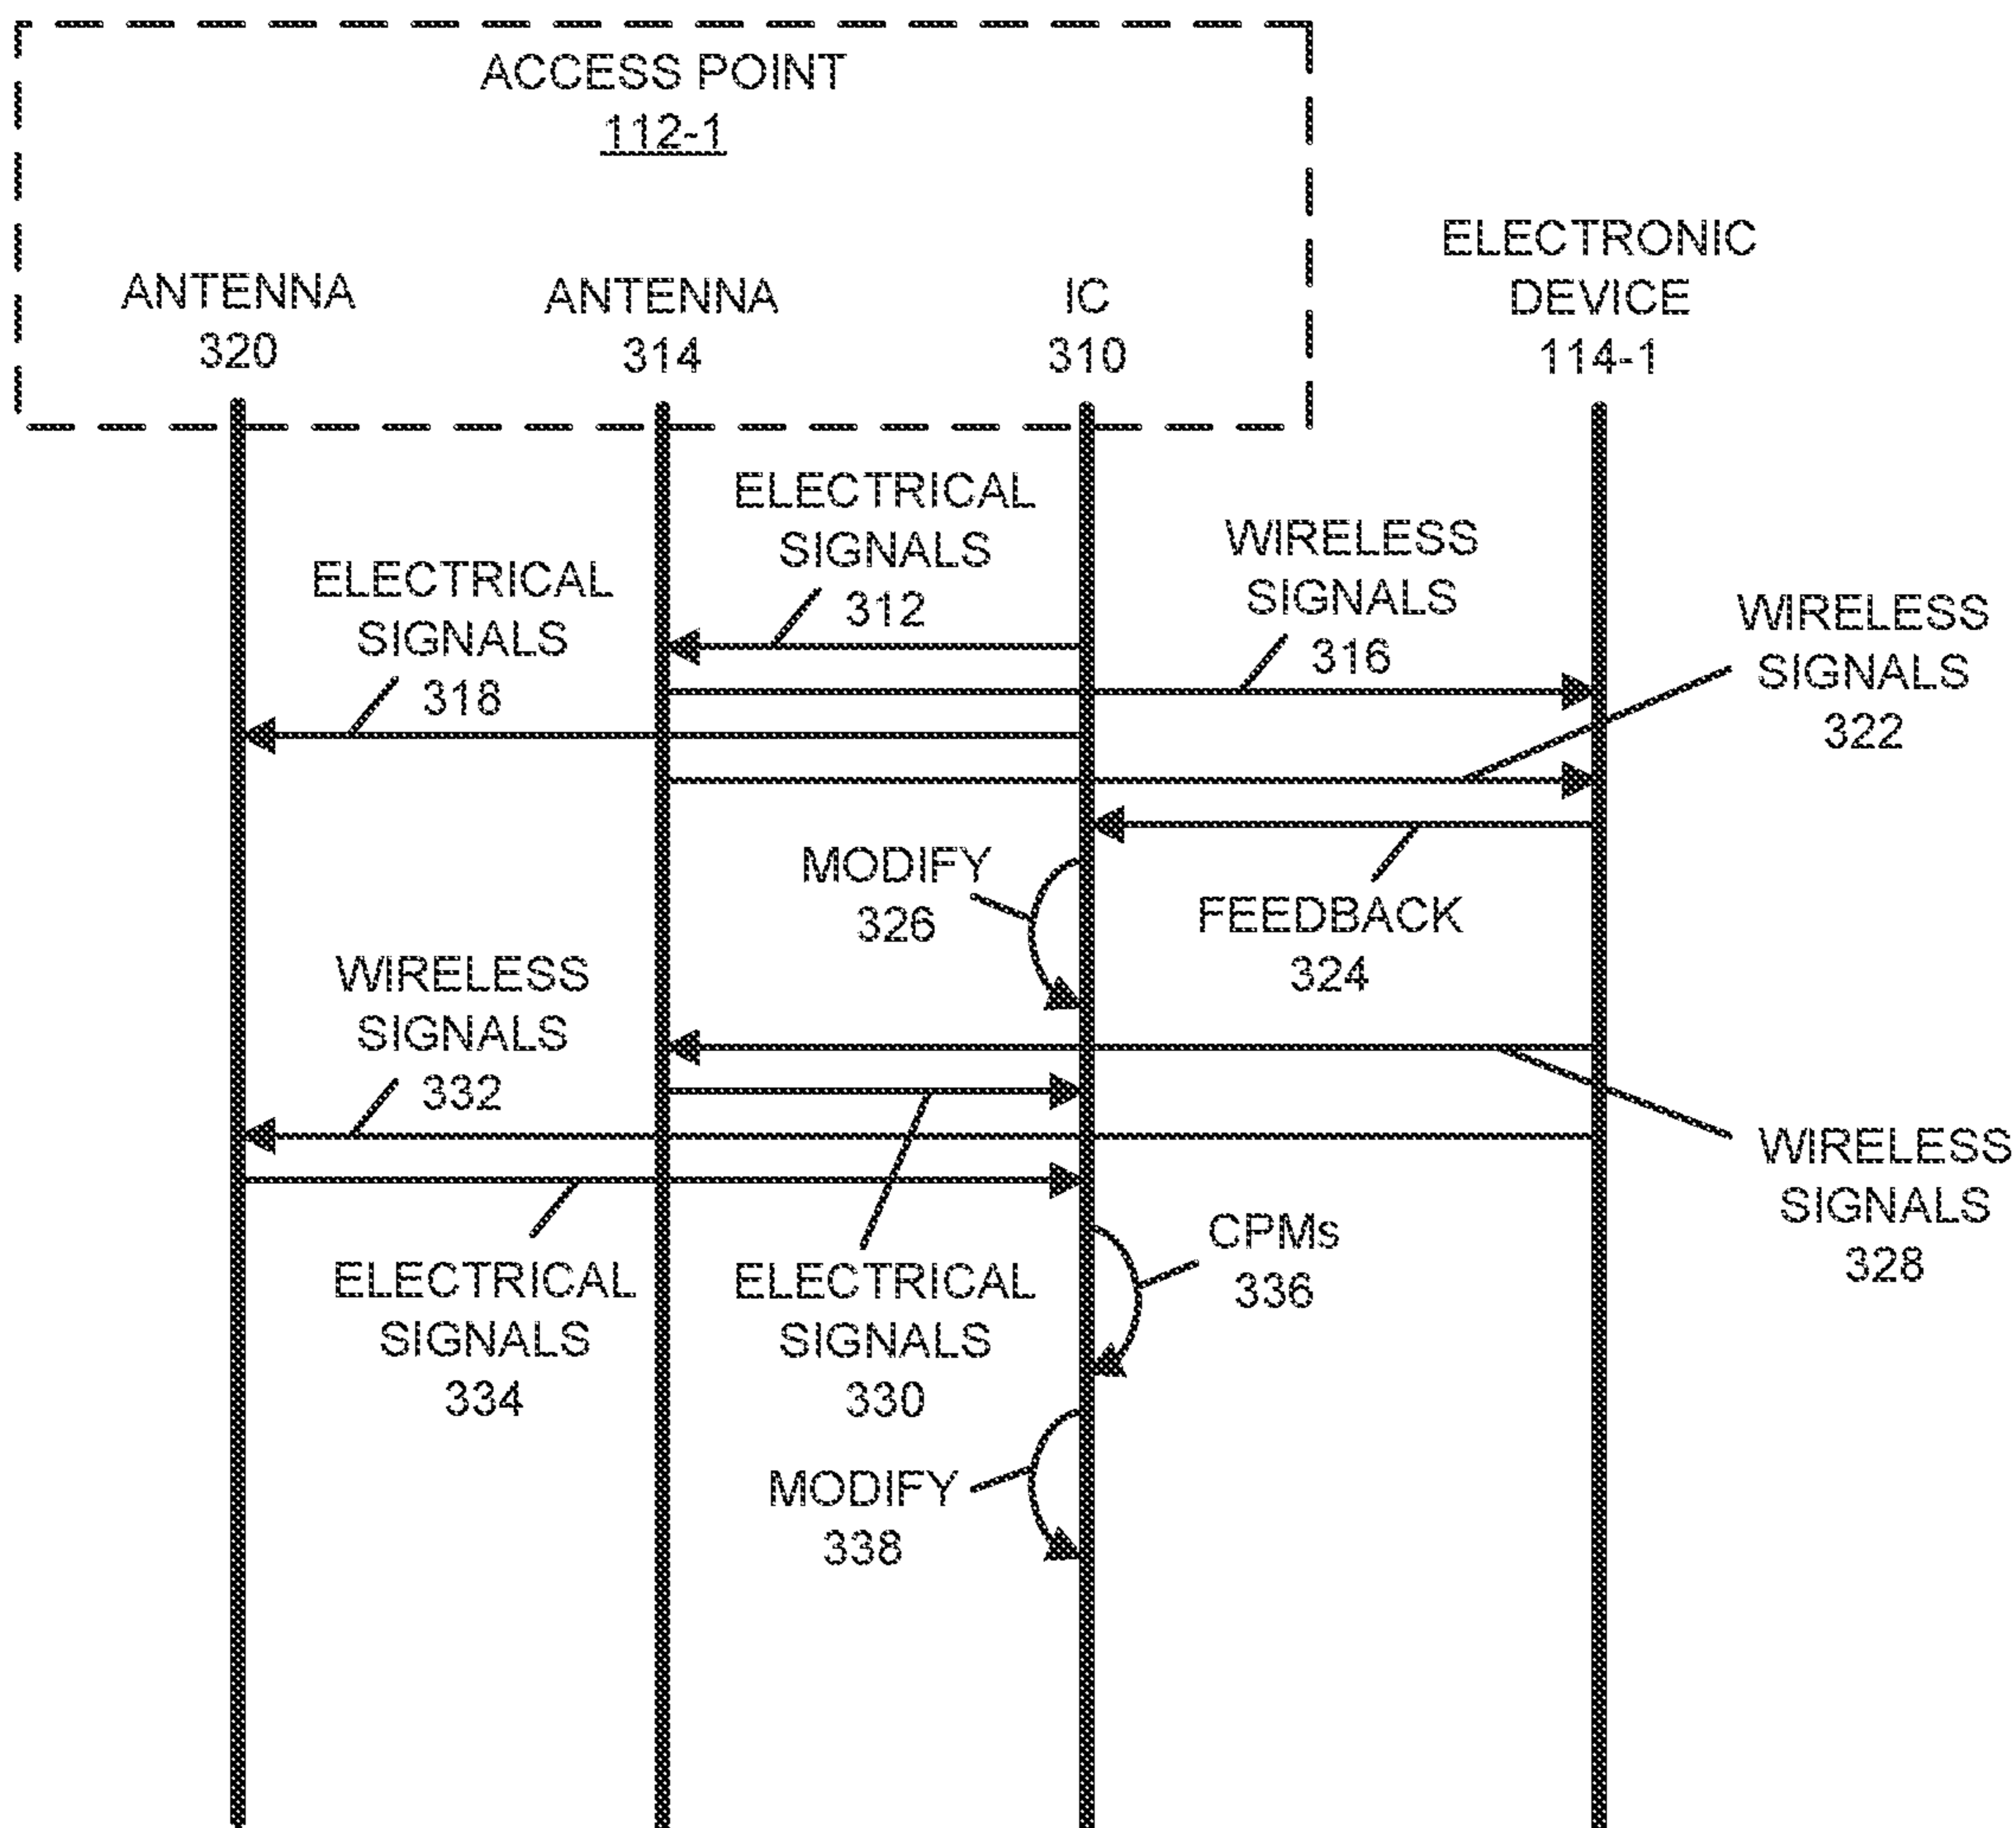 ACCESS POINT
112-1
ANTENNA
320
ANTENNA
314
IC
310
ELECTRONIC
DEVICE
114-1
ELECTRICAL
SIGNALS
312
WIRELESS
SIGNALS
316
ELECTRICAL
SIGNALS
318
WIRELESS
SIGNALS
322
MODIFY
326
FEEDBACK
324
WIRELESS
SIGNALS
332
WIRELESS
SIGNALS
328
CPMs
336
ELECTRICAL
SIGNALS
334
ELECTRICAL
SIGNALS
330
MODIFY
338